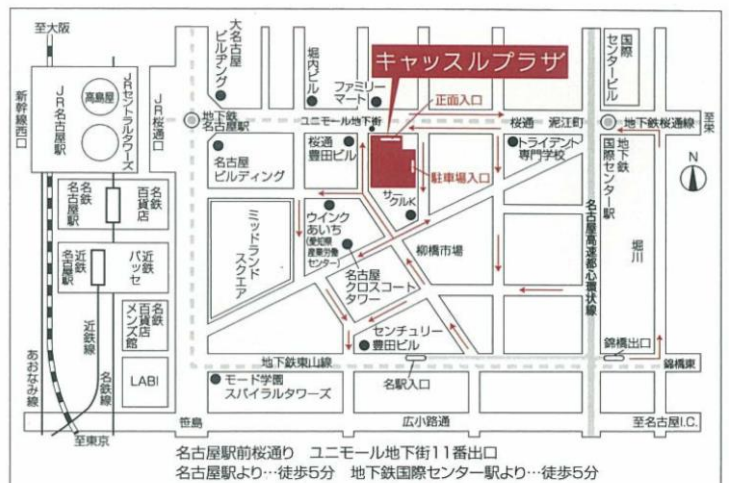 至大阪
新幹線西口
JR名古屋駅
高島屋
JRセントラルタワーズ
JR桜通口
大名古屋
ビルヂング
地下鉄
名古屋駅
堀内ビル
ファミリー
マート
キャッスルプラザ
正面入口
国際
センタービル
ユニモール地下街
桜通
泥江町
地下鉄桜通線
至栄
名古屋
ビルディング
桜通
豊田ビル
駐車場入口
トライデント
専門学校
地下鉄
国際センター駅
N
サークルK
名鉄
名古屋駅
名鉄
百貨店
ミッドランド
スクエア
ウインク
あいち
(愛知県
産業労働
センター)
柳橋市場
名古屋高速都心環状線
堀川
近鉄
名古屋駅
近鉄
パッセ
名古屋
クロスコート
タワー
名鉄
百貨店
メンズ館
近鉄線
名鉄線
あおなみ線
センチュリー
豊田ビル
錦橋出口
地下鉄東山線
名駅入口
錦橋東
LABI
モード学園
スパイラルタワーズ
至東京
笹島
広小路通
至名古屋I.C.
名古屋駅前桜通り ユニモール地下街11番出口
名古屋駅より…徒歩5分 地下鉄国際センター駅より…徒歩5分